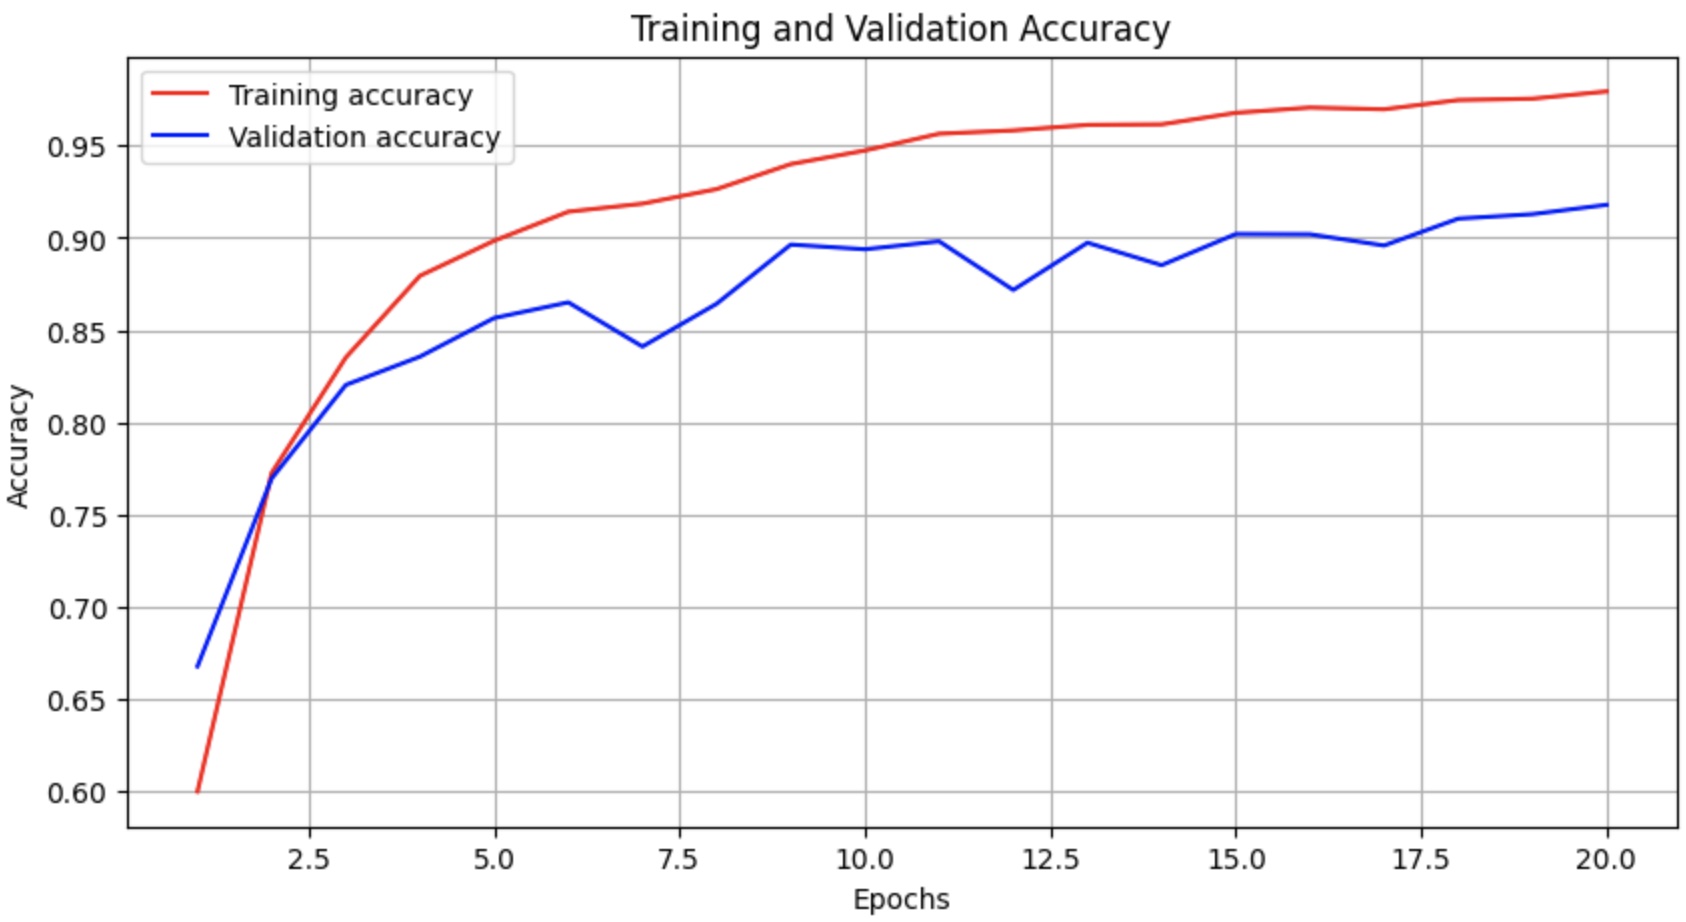 Training and Validation Accuracy
Training accuracy
Validation accuracy
0.95
0.90
0.85
0.80
0.75
0.70
0.65
0.60
Accuracy
2.5 5.0 7.5 10.0 12.5 15.0 17.5 20.0
Epochs